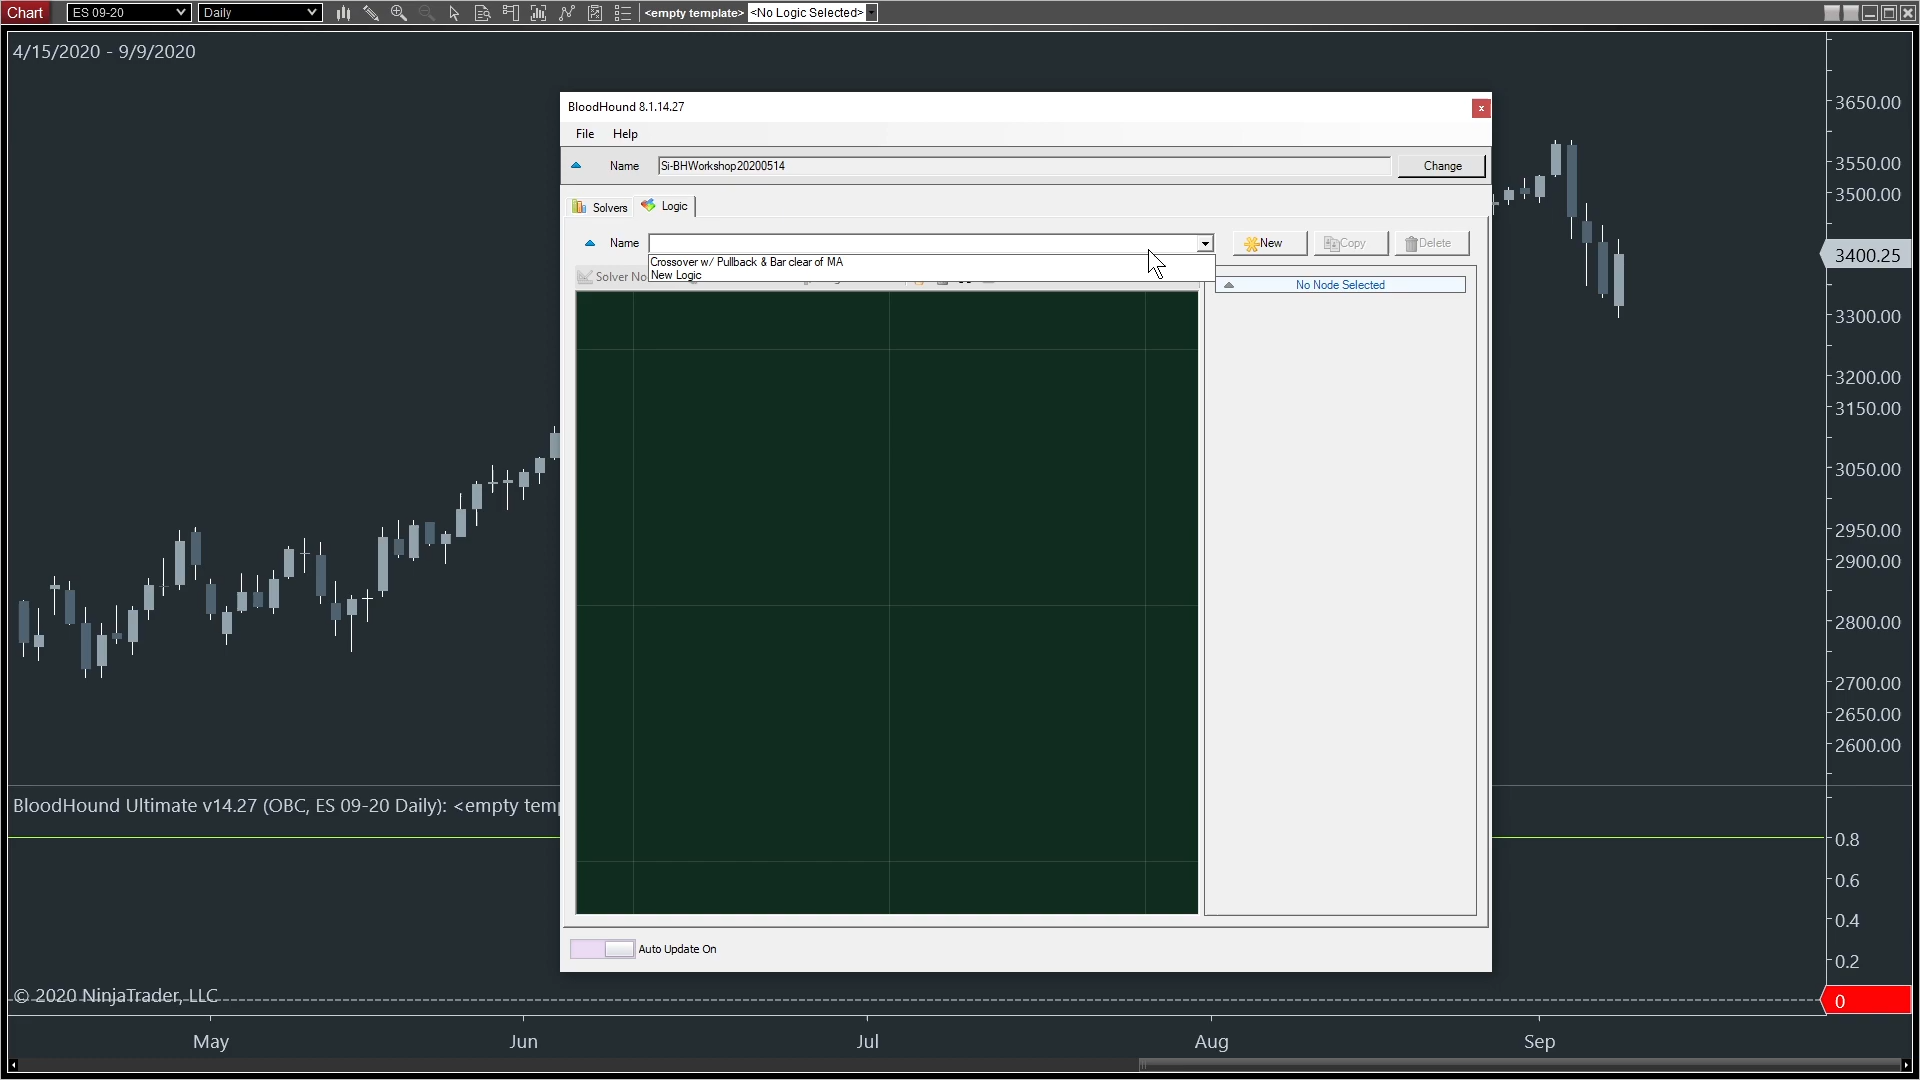 Chart ES 09-20 Daily <empty template> <No Logic Selected>
4/15/2020 - 9/9/2020
BloodHound 8.1.14.27
x
File Help
Name Si-BHWorkshop20200514 Change
Solvers Logic
Name New Copy Delete
Crossover w/ Pullback & Bar clear of MA
New Logic
Solver No
No Node Selected
3650.00
3550.00
3500.00
3400.25
3300.00
3200.00
3150.00
3050.00
2950.00
2900.00
2800.00
2700.00
2650.00
2600.00
BloodHound Ultimate v14.27 (OBC, ES 09-20 Daily): <empty temp
0.8
0.6
0.4
0.2
0
Auto Update On
© 2020 NinjaTrader, LLC
May Jun Jul Aug Sep